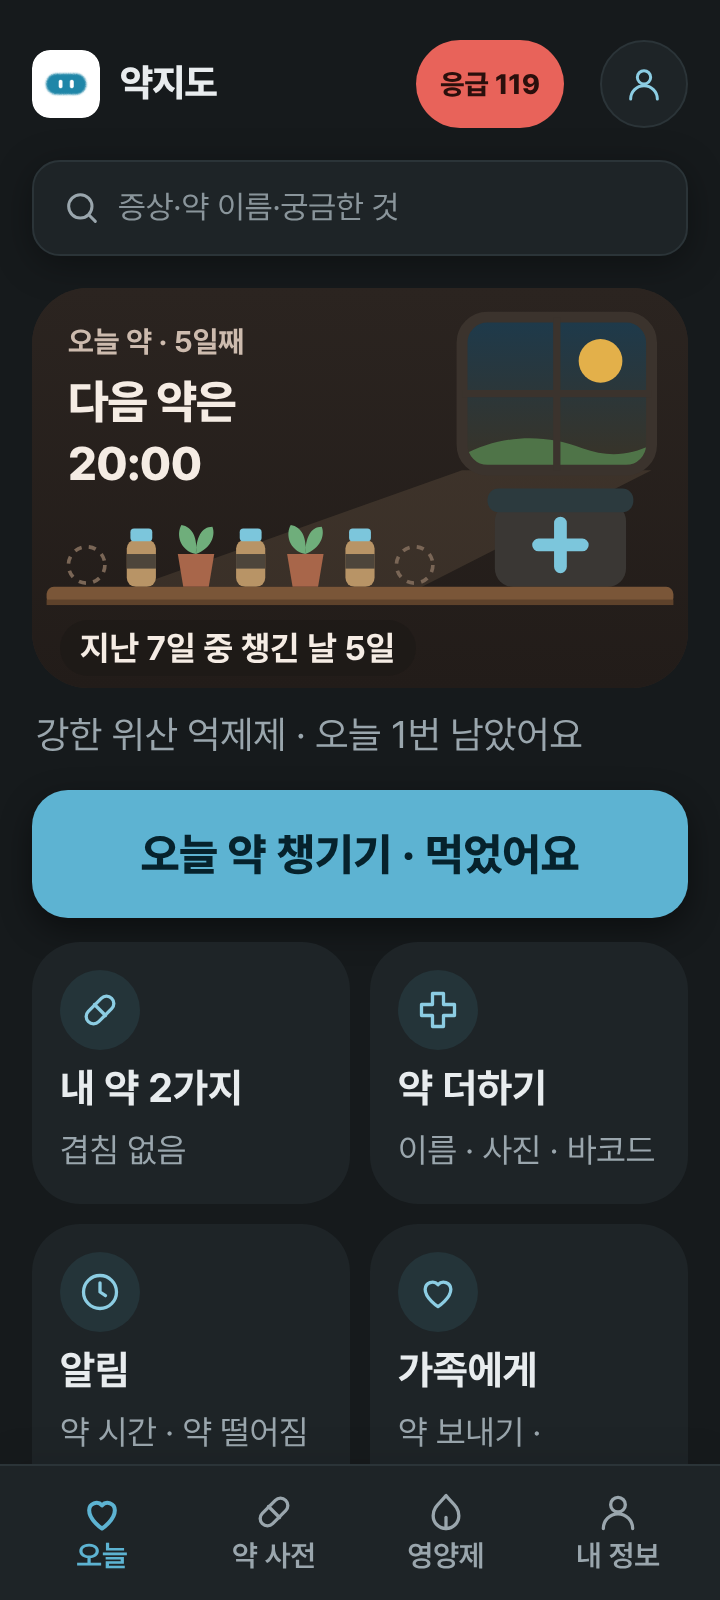 약지도
응급 119
증상·약 이름·궁금한 것
오늘 약 · 5일째
다음 약은
20:00
지난 7일 중 챙긴 날 5일
강한 위산 억제제 · 오늘 1번 남았어요
오늘 약 챙기기 · 먹었어요
내 약 2가지
겹침 없음
약 더하기
이름 · 사진 · 바코드
알림
약 시간 · 약 떨어짐
가족에게
약 보내기 ·
오늘
약 사전
영양제
내 정보